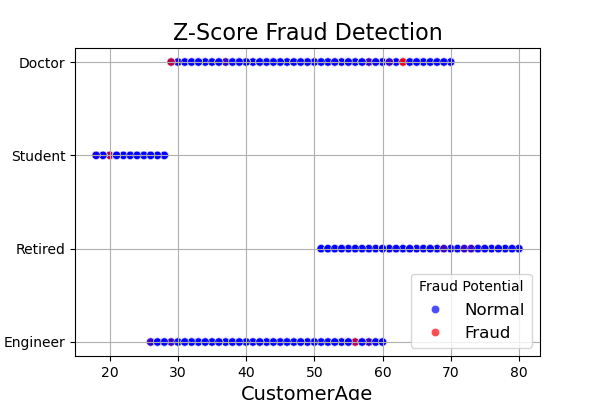 Z-Score Fraud Detection
Doctor
Student
Retired
Engineer
Fraud Potential
Normal
Fraud
20 30 40 50 60 70 80
CustomerAge